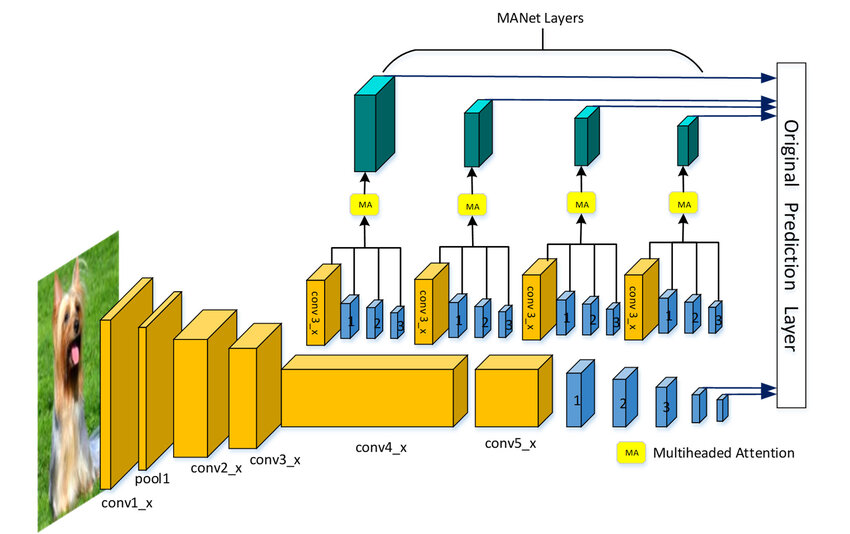 MANet Layers
Original Prediction Layer
MA
MA
MA
MA
conv 3_x
1
2
3
conv 3_x
1
2
3
conv 3_x
1
2
3
conv 3_x
1
2
3
1
2
3
conv1_x
pool1
conv2_x
conv3_x
conv4_x
conv5_x
MA
Multiheaded Attention